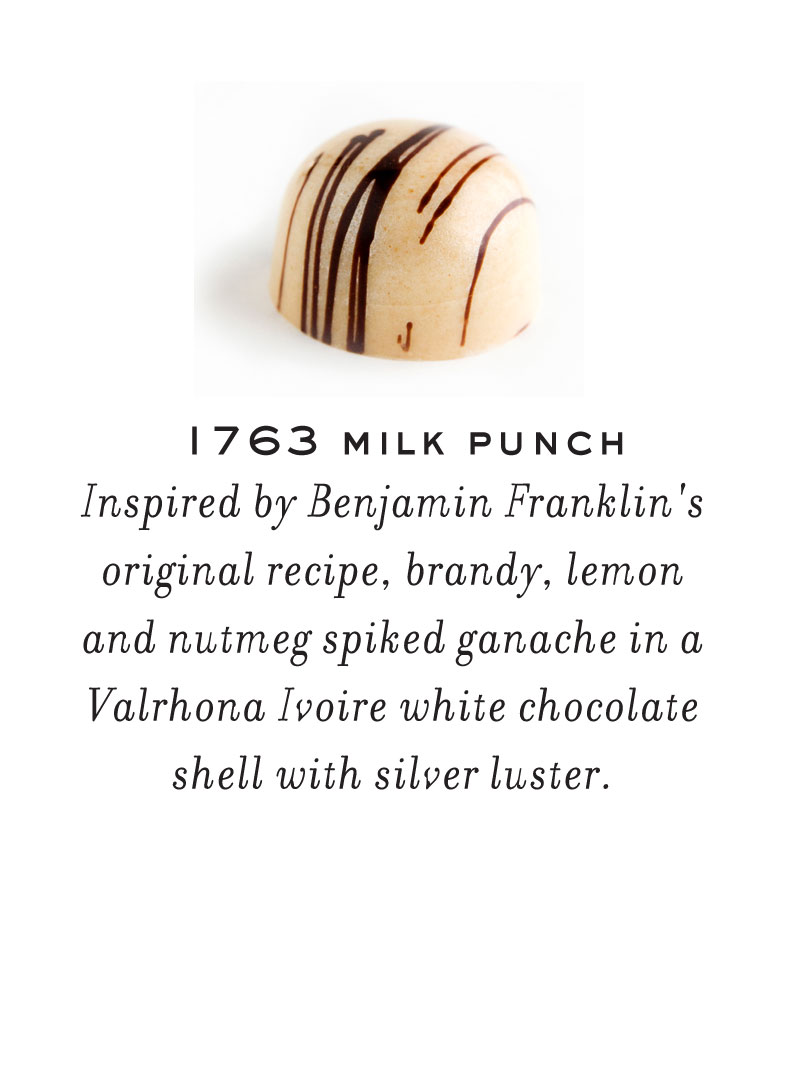 1763 MILK PUNCH
Inspired by Benjamin Franklin's
original recipe, brandy, lemon
and nutmeg spiked ganache in a
Valrhona Ivoire white chocolate
shell with silver luster.